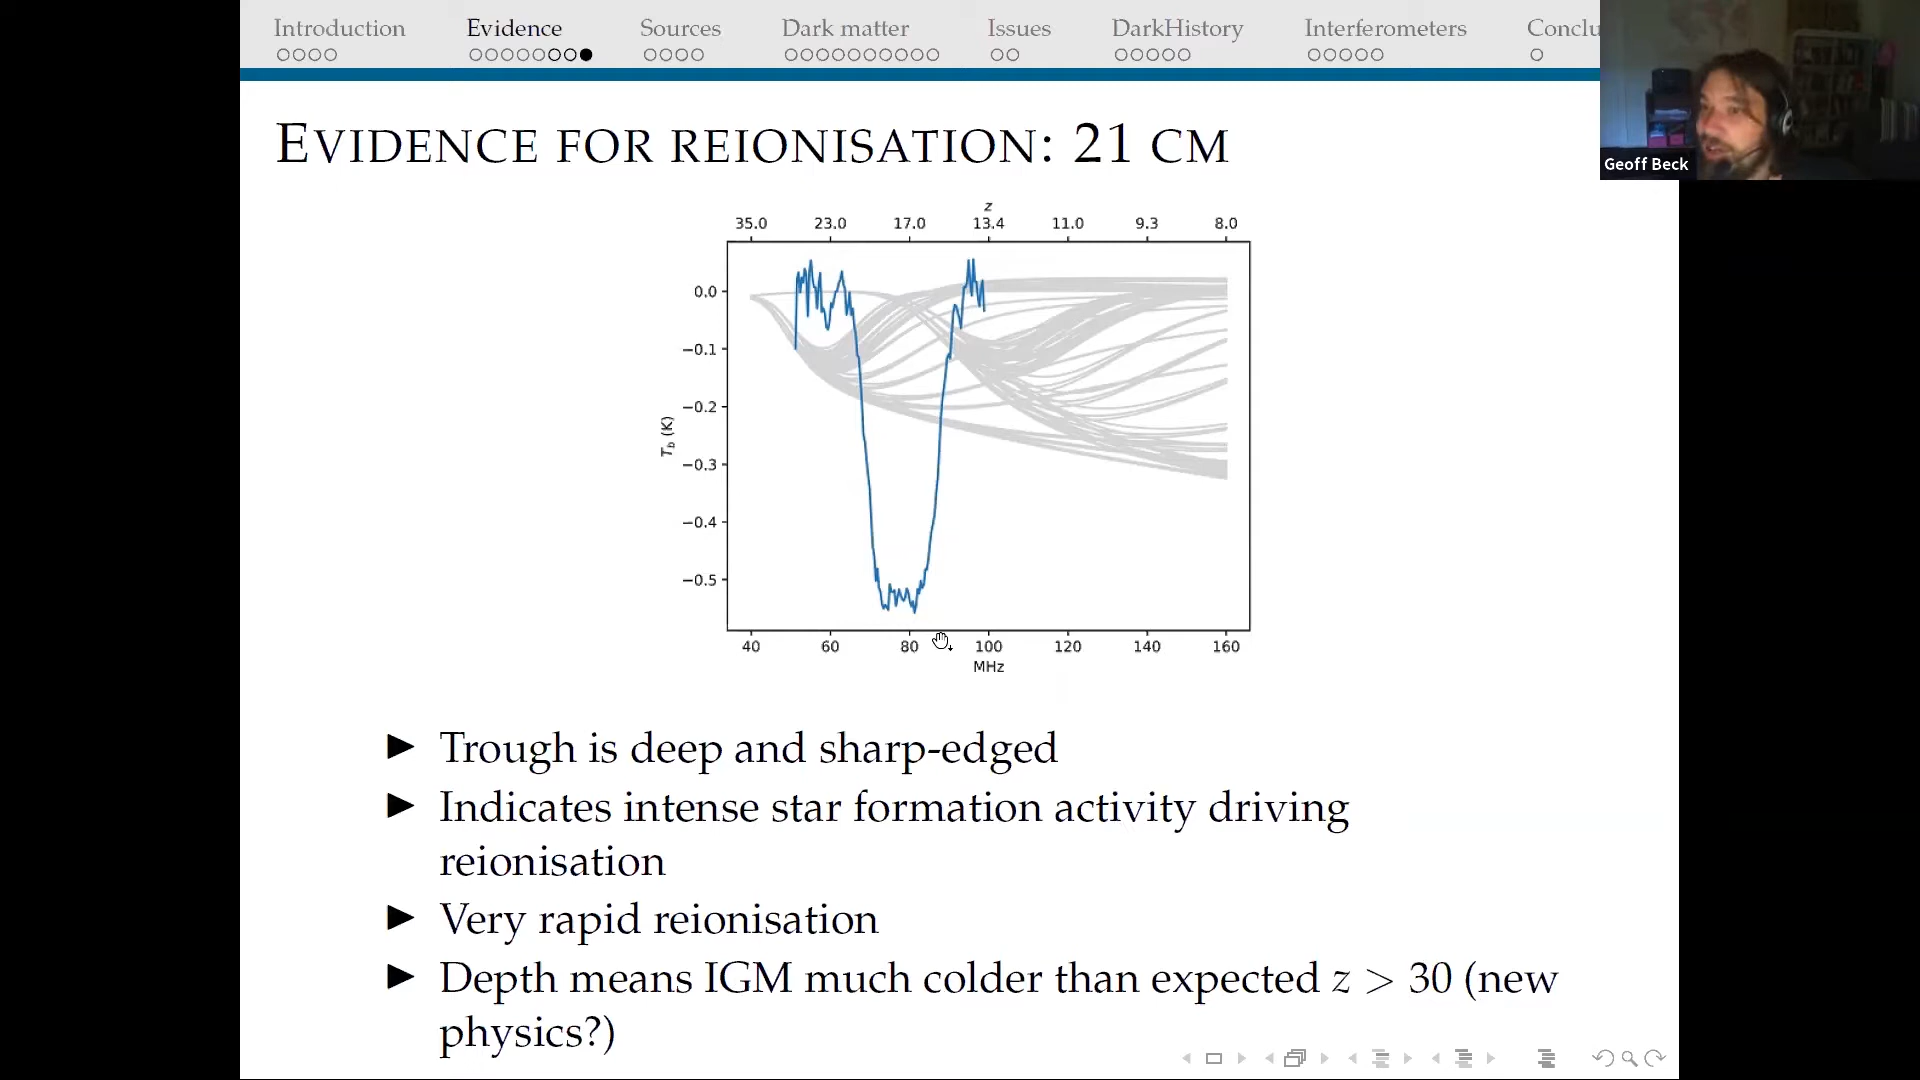 Introduction Evidence Sources Dark matter Issues DarkHistory Interferometers Conclu
Geoff Beck
EVIDENCE FOR REIONISATION: 21 CM
z
35.0 23.0 17.0 13.4 11.0 9.3 8.0
0.0
−0.1
−0.2
−0.3
−0.4
−0.5
T_b (K)
40 60 80 100 120 140 160
MHz
▶ Trough is deep and sharp-edged
▶ Indicates intense star formation activity driving
reionisation
▶ Very rapid reionisation
▶ Depth means IGM much colder than expected z > 30 (new
physics?)